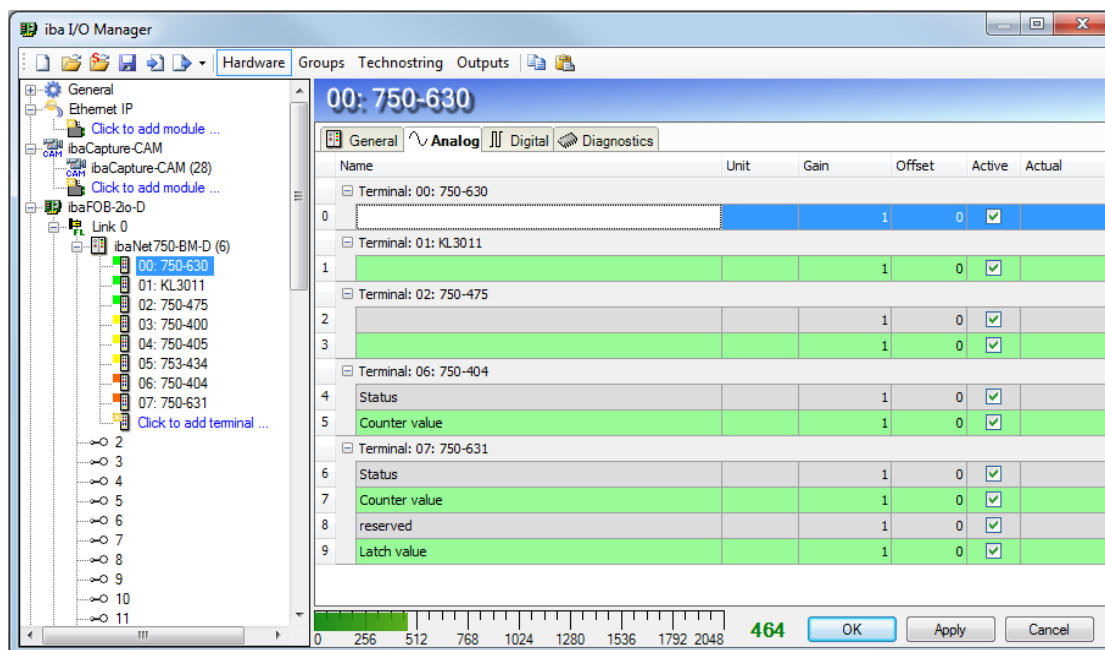 iba I/O Manager
Hardware Groups Technostring Outputs
General
Ethernet IP
Click to add module ...
ibaCapture-CAM
ibaCapture-CAM (28)
Click to add module ...
ibaFOB-2io-D
Link 0
ibaNet750-BM-D (6)
00: 750-630
01: KL3011
02: 750-475
03: 750-400
04: 750-405
05: 753-434
06: 750-404
07: 750-631
Click to add terminal ...
2
3
4
5
6
7
8
9
10
11
00: 750-630
General Analog Digital Diagnostics
Name Unit Gain Offset Active Actual
Terminal: 00: 750-630
0 1 0
Terminal: 01: KL3011
1 1 0
Terminal: 02: 750-475
2 1 0
3 1 0
Terminal: 06: 750-404
4 Status 1 0
5 Counter value 1 0
Terminal: 07: 750-631
6 Status 1 0
7 Counter value 1 0
8 reserved 1 0
9 Latch value 1 0
0 256 512 768 1024 1280 1536 1792 2048 464 OK Apply Cancel